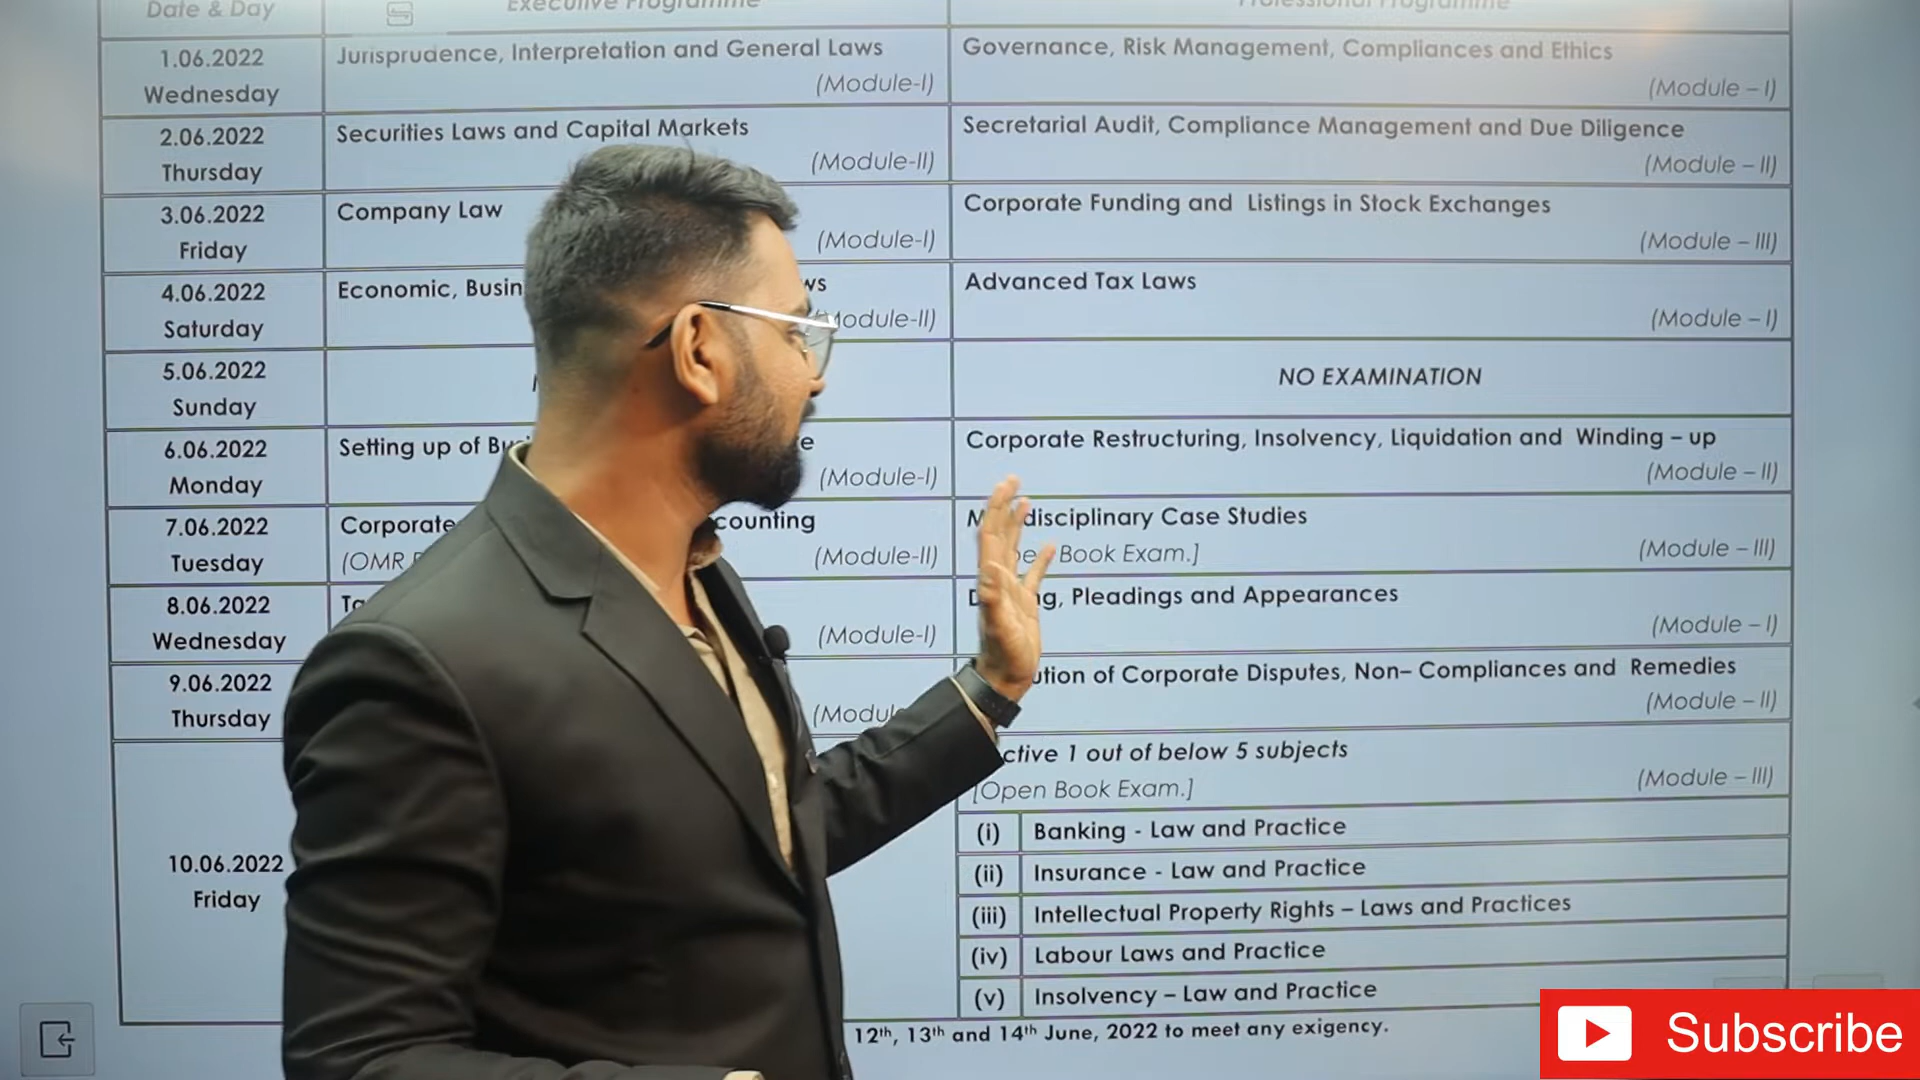 Date & Day
Executive Programme
Professional Programme
1.06.2022
Wednesday
Jurisprudence, Interpretation and General Laws
(Module-I)
Governance, Risk Management, Compliances and Ethics
(Module – I)
2.06.2022
Thursday
Securities Laws and Capital Markets
(Module-II)
Secretarial Audit, Compliance Management and Due Diligence
(Module – II)
3.06.2022
Friday
Company Law
(Module-I)
Corporate Funding and Listings in Stock Exchanges
(Module – III)
4.06.2022
Saturday
Economic,
(Module-II)
Advanced Tax Laws
(Module – I)
5.06.2022
Sunday
NO EXAMINATION
6.06.2022
Monday
Setting up of
(Module-I)
Corporate Restructuring, Insolvency, Liquidation and Winding – up
(Module – II)
7.06.2022
Tuesday
Corporate
(OMR
(Module-II)
disciplinary Case Studies
Book Exam.]
(Module – III)
8.06.2022
Wednesday
(Module-I)
Pleadings and Appearances
(Module – I)
9.06.2022
Thursday
of Corporate Disputes, Non– Compliances and Remedies
(Module – II)
10.06.2022
Friday
1 out of below 5 subjects
[Open Book Exam.]
(Module – III)
(i) Banking - Law and Practice
(ii) Insurance - Law and Practice
(iii) Intellectual Property Rights – Laws and Practices
(iv) Labour Laws and Practice
(v) Insolvency – Law and Practice
12th, 13th and 14th June, 2022 to meet any exigency.
Subscribe